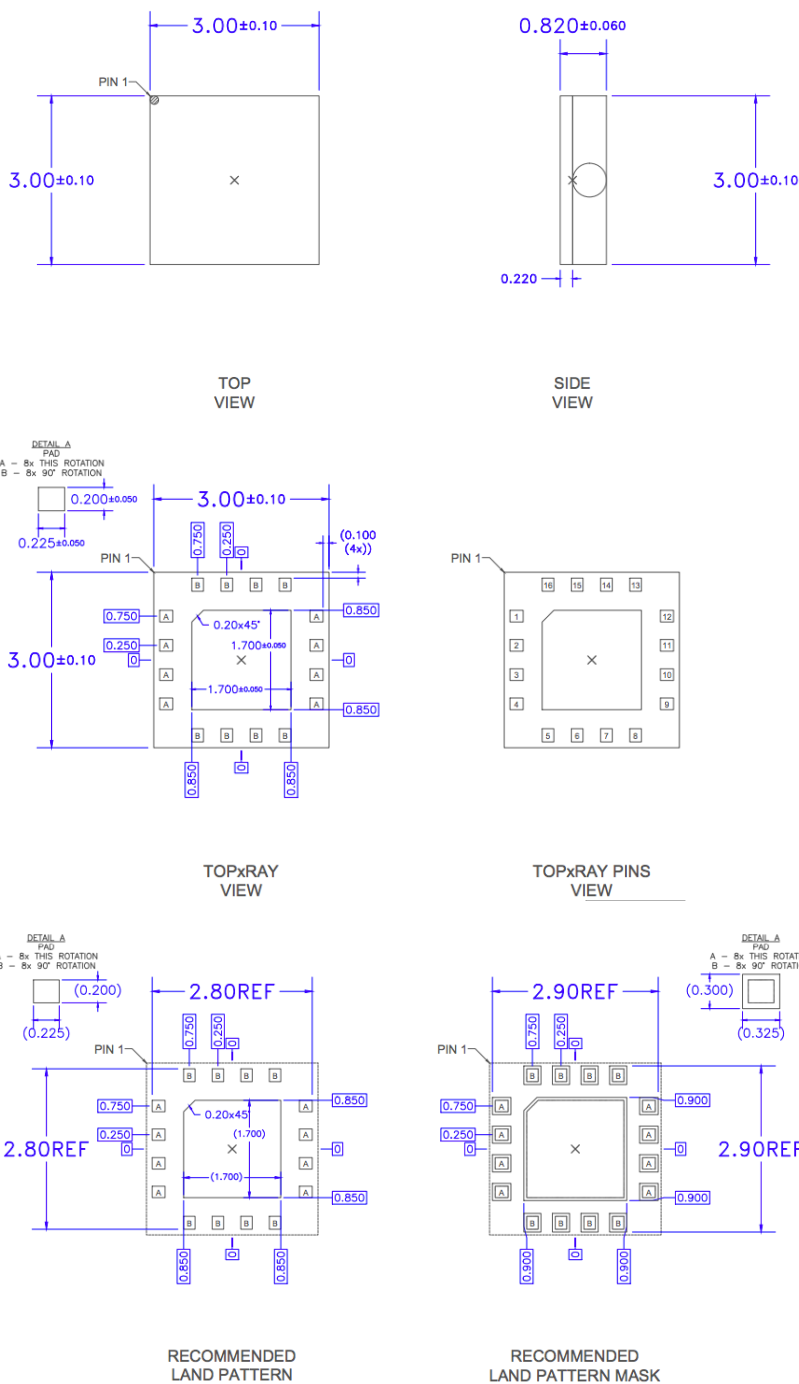 3.00±0.10
0.820±0.060
PIN 1
3.00±0.10
3.00±0.10
0.220
TOP
VIEW
SIDE
VIEW
DETAIL A
PAD
A – 8x THIS ROTATION
B – 8x 90° ROTATION
0.200±0.050
0.225±0.050
3.00±0.10
0.750
0.250
0
(0.100
(4x))
PIN 1
B B B B
0.750
A
A
0.850
0.20x45°
0.250
A
A
1.700±0.050
3.00±0.10
0
0
A
A
1.700±0.050
A
A
0.850
B B B B
0.850
0
0.850
PIN 1
16 15 14 13
1
12
2
11
3
10
4
9
5 6 7 8
TOPxRAY
VIEW
TOPxRAY PINS
VIEW
DETAIL A
PAD
– 8x THIS ROTATION
B – 8x 90° ROTATION
(0.200)
(0.225)
2.80REF
0.750
0.250
0
PIN 1
B B B B
0.750
A
A
0.850
0.20x45°
0.250
A
A
(1.700)
2.80REF
0
0
A
A
(1.700)
A
A
0.850
B B B B
0.850
0
0.850
DETAIL A
PAD
A – 8x THIS ROTAT
B – 8x 90° ROTATI
(0.300)
(0.325)
2.90REF
0.750
0.250
0
PIN 1
B B B B
0.750
A
A
0.900
0.250
A
A
0
0
2.90REF
A
A
A
A
0.900
B B B B
0.900
0
0.900
RECOMMENDED
LAND PATTERN
RECOMMENDED
LAND PATTERN MASK